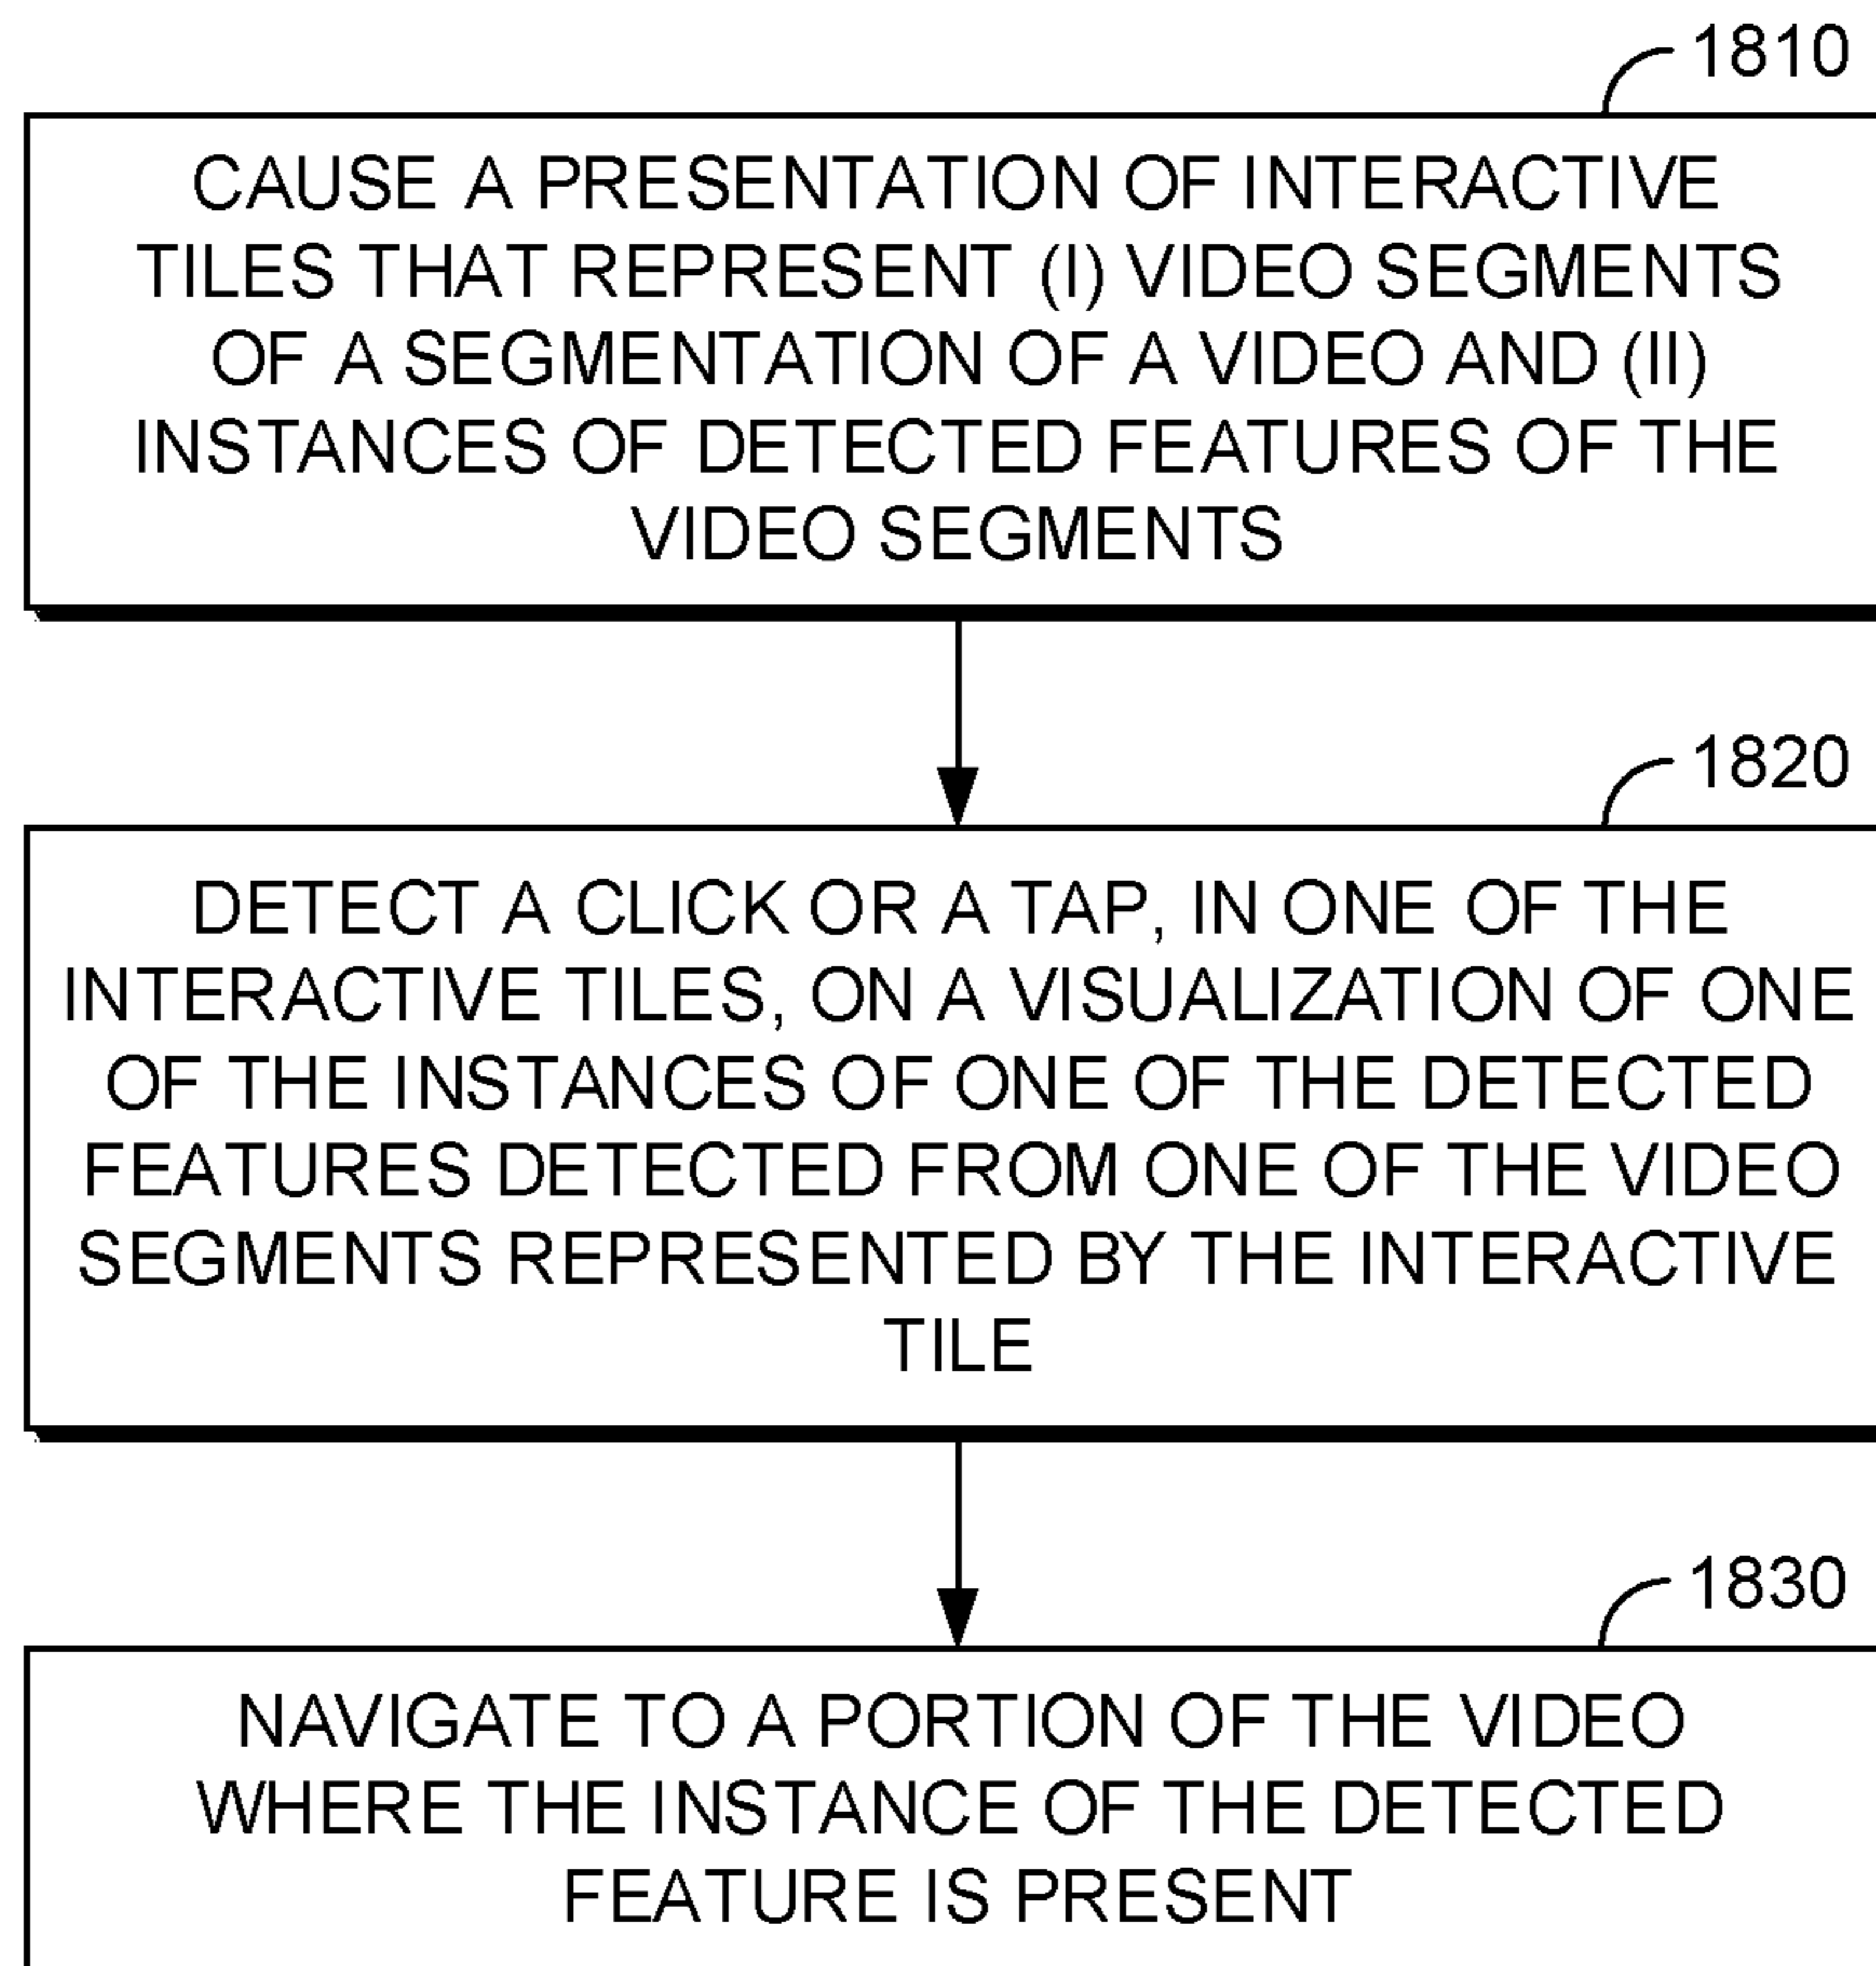 1810
CAUSE A PRESENTATION OF INTERACTIVE
TILES THAT REPRESENT (I) VIDEO SEGMENTS
OF A SEGMENTATION OF A VIDEO AND (II)
INSTANCES OF DETECTED FEATURES OF THE
VIDEO SEGMENTS
1820
DETECT A CLICK OR A TAP, IN ONE OF THE
INTERACTIVE TILES, ON A VISUALIZATION OF ONE
OF THE INSTANCES OF ONE OF THE DETECTED
FEATURES DETECTED FROM ONE OF THE VIDEO
SEGMENTS REPRESENTED BY THE INTERACTIVE
TILE
1830
NAVIGATE TO A PORTION OF THE VIDEO
WHERE THE INSTANCE OF THE DETECTED
FEATURE IS PRESENT